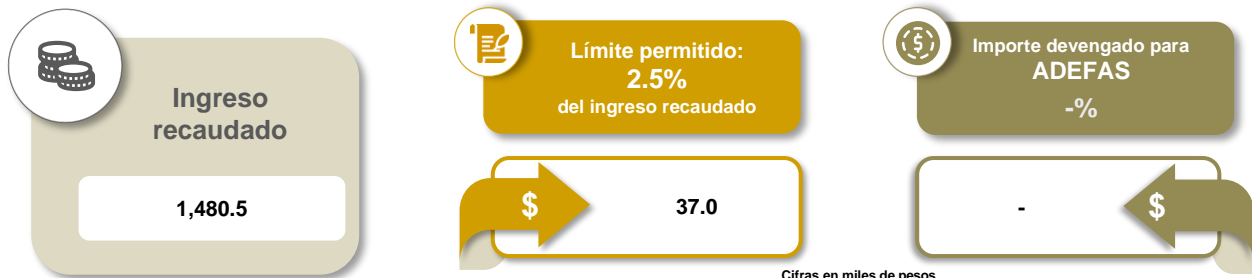 Ingreso
recaudado
1,480.5
Límite permitido:
2.5%
del ingreso recaudado
$
37.0
Importe devengado para
ADEFAS
-%
-
$
Cifras en miles de pesos